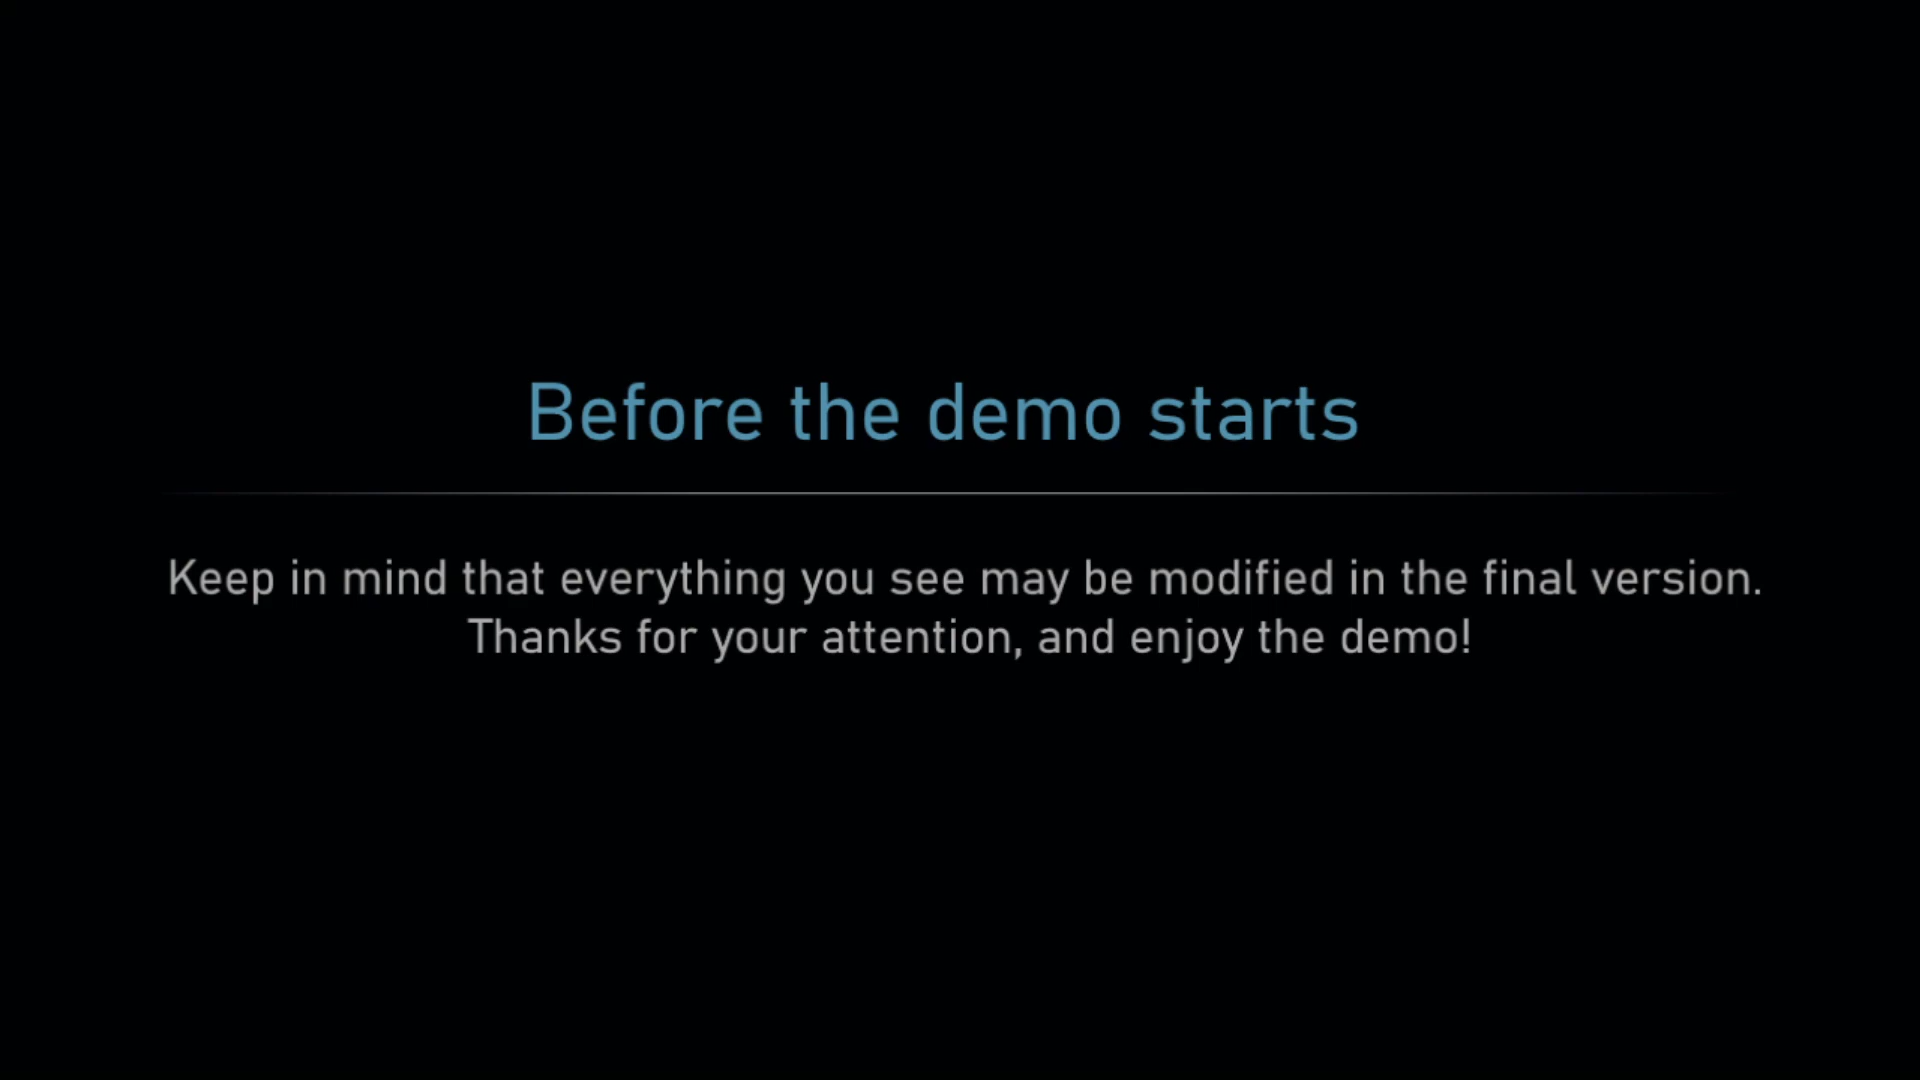 Before the demo starts
Keep in mind that everything you see may be modified in the final version.
Thanks for your attention, and enjoy the demo!